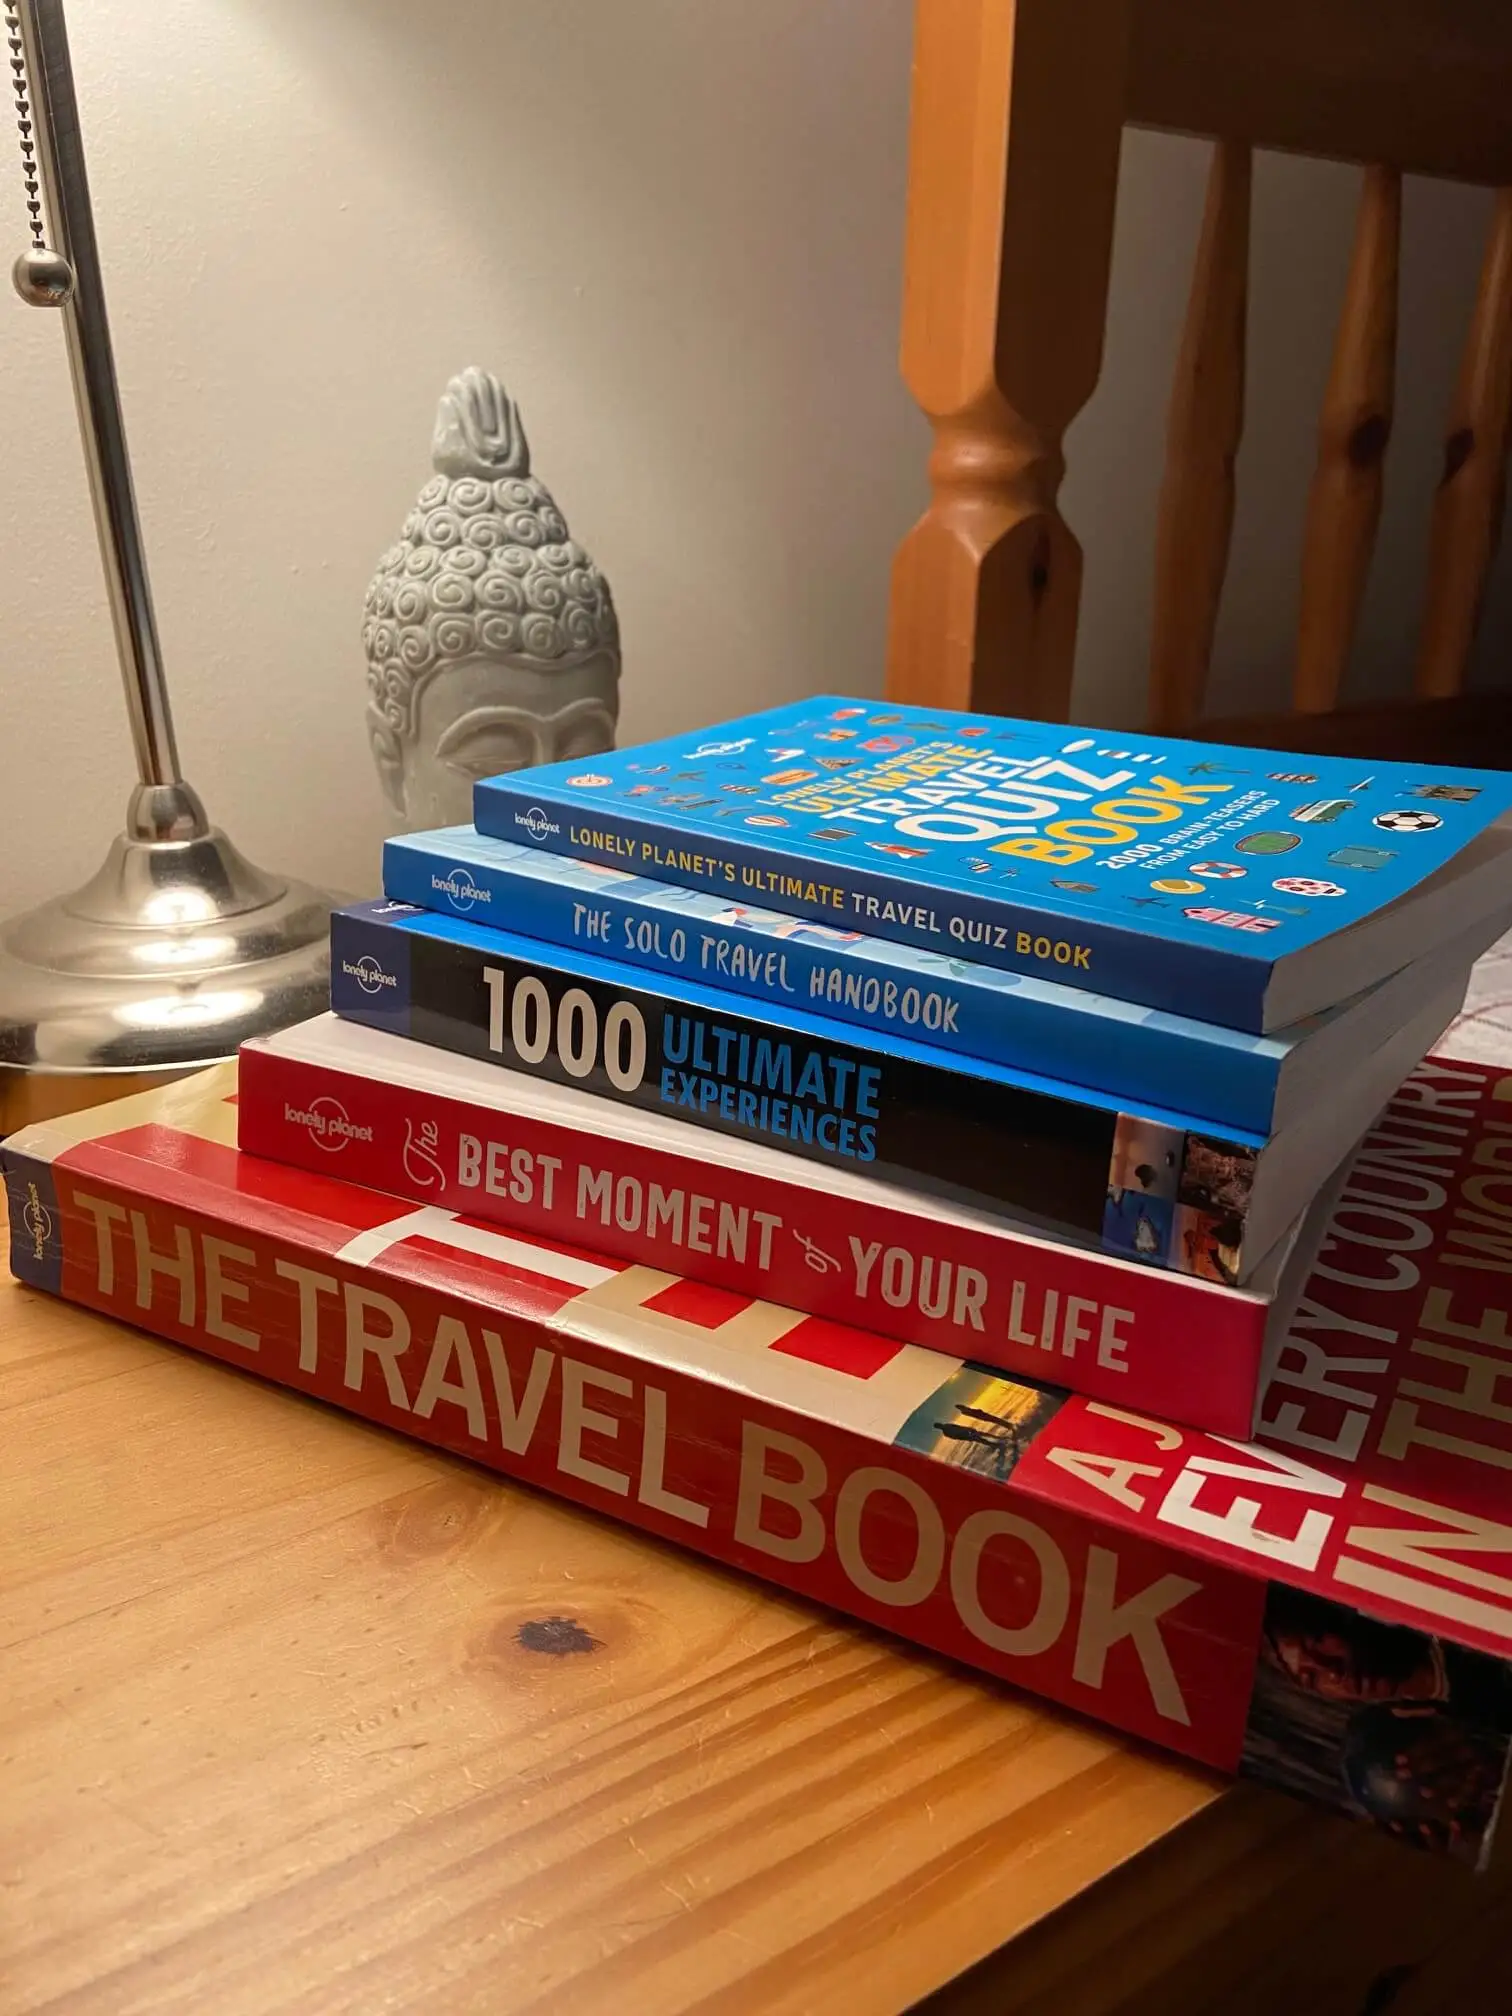 lonely planet
LONELY PLANET'S
ULTIMATE
TRAVEL
QUIZ
BOOK
2000 BRAIN-TEASERS
FROM EASY TO HARD
lonely planet
LONELY PLANET'S ULTIMATE TRAVEL QUIZ BOOK
lonely planet
THE SOLO TRAVEL HANDBOOK
lonely planet
1000 ULTIMATE
EXPERIENCES
lonely planet
The BEST MOMENT of YOUR LIFE
lonely planet
THE TRAVEL BOOK
A J
EVERY COUNTRY
IN THE WORLD